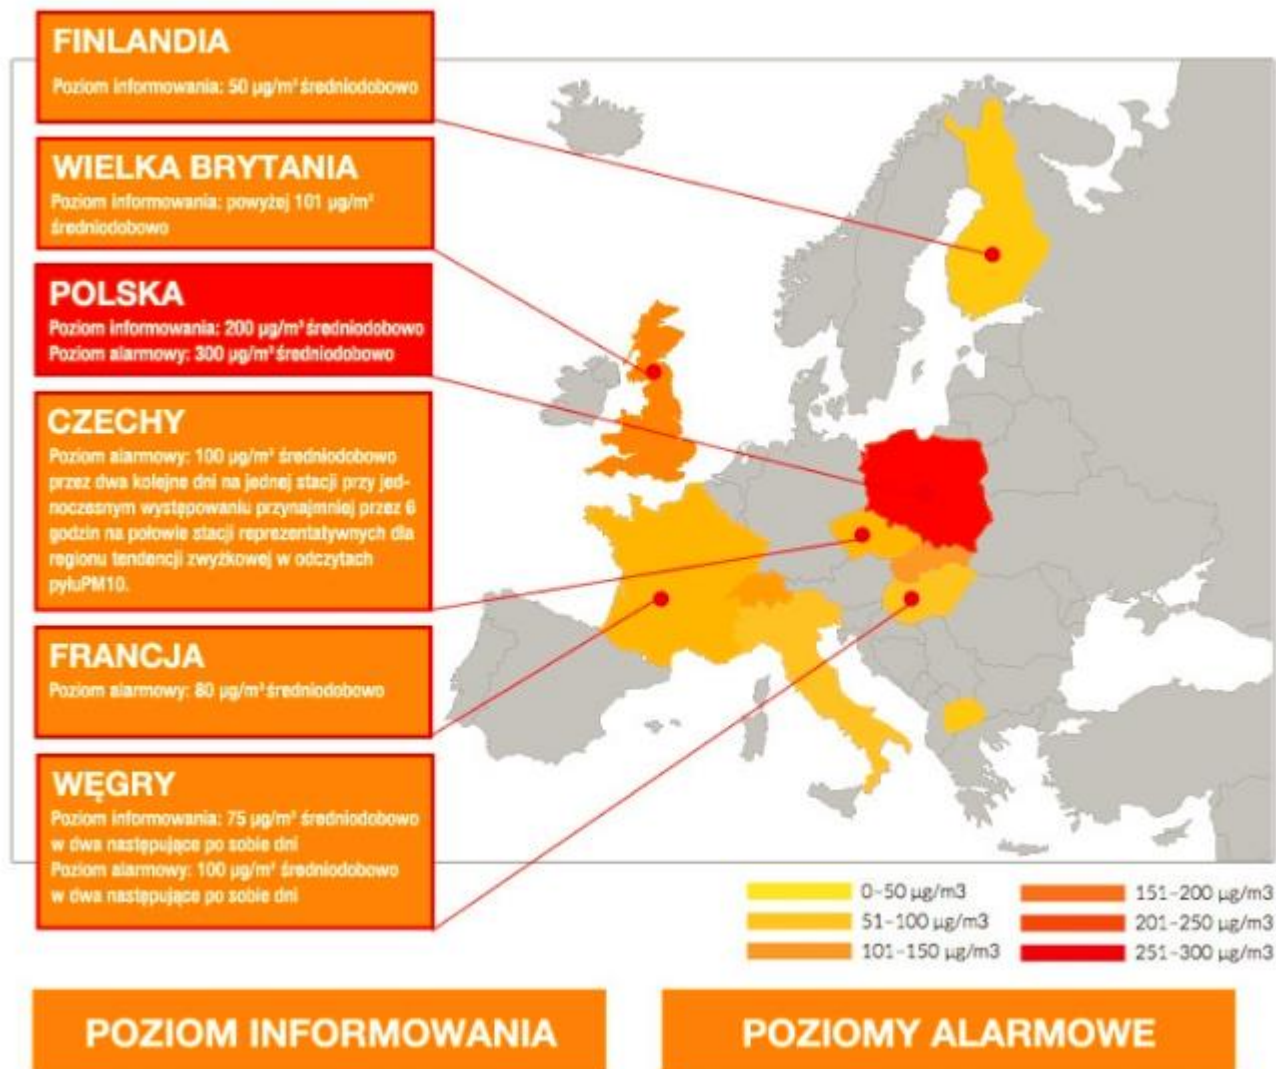 FINLANDIA
Poziom informowania: 50 µg/m³ średniodobowo
WIELKA BRYTANIA
Poziom informowania: powyżej 101 µg/m³
średniodobowo
POLSKA
Poziom informowania: 200 µg/m³ średniodobowo
Poziom alarmowy: 300 µg/m³ średniodobowo
CZECHY
Poziom alarmowy: 100 µg/m³ średniodobowo
przez dwa kolejne dni na jednej stacji przy jed-
noczesnym występowaniu przynajmniej przez 6
godzin na połowie stacji reprezentatywnych dla
regionu tendencji zwyżkowej w odczytach
pyłuPM10.
FRANCJA
Poziom alarmowy: 80 µg/m³ średniodobowo
WĘGRY
Poziom informowania: 75 µg/m³ średniodobowo
w dwa następujące po sobie dni
Poziom alarmowy: 100 µg/m³ średniodobowo
w dwa następujące po sobie dni
0–50 µg/m3
51–100 µg/m3
101–150 µg/m3
151–200 µg/m3
201–250 µg/m3
251–300 µg/m3
POZIOM INFORMOWANIA
POZIOMY ALARMOWE